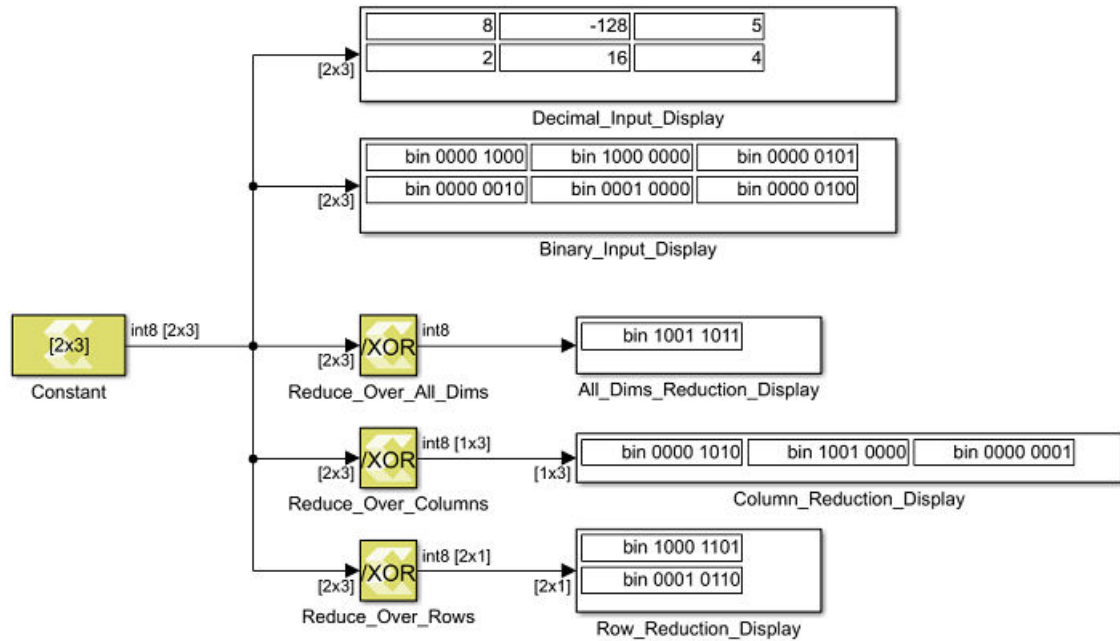 8 -128 5
2 16 4
[2x3]
Decimal_Input_Display
bin 0000 1000 bin 1000 0000 bin 0000 0101
bin 0000 0010 bin 0001 0000 bin 0000 0100
[2x3]
Binary_Input_Display
[2x3]
int8 [2x3]
Constant
[2x3]
/XOR
int8
Reduce_Over_All_Dims
bin 1001 1011
All_Dims_Reduction_Display
[2x3]
/XOR
int8 [1x3]
Reduce_Over_Columns
[1x3]
bin 0000 1010 bin 1001 0000 bin 0000 0001
Column_Reduction_Display
[2x3]
/XOR
int8 [2x1]
Reduce_Over_Rows
[2x1]
bin 1000 1101
bin 0001 0110
Row_Reduction_Display